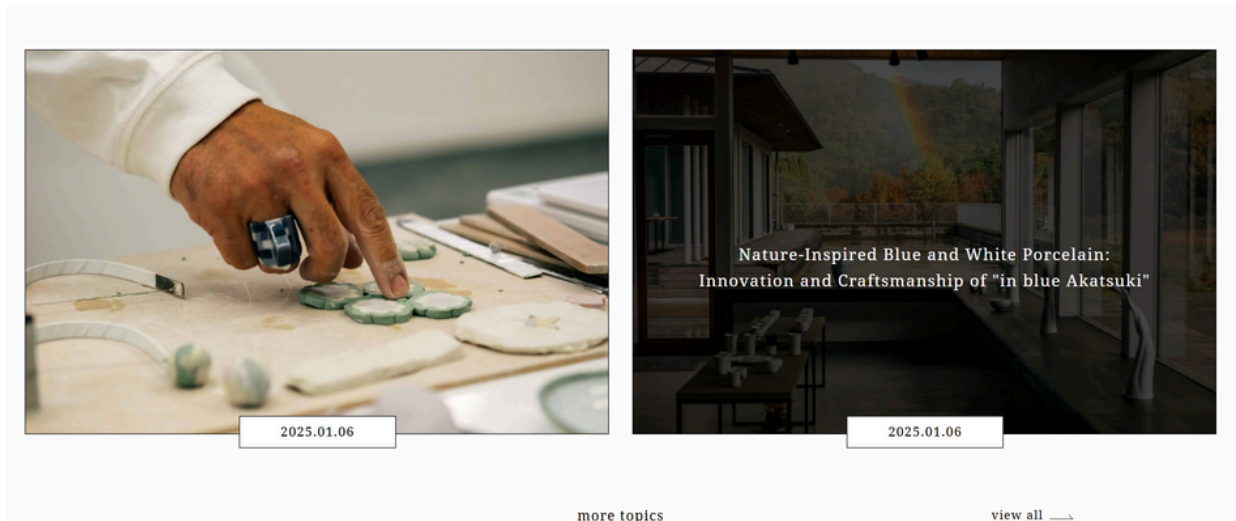 Nature-Inspired Blue and White Porcelain:
Innovation and Craftsmanship of "in blue Akatsuki"
2025.01.06
2025.01.06
more topics
view all